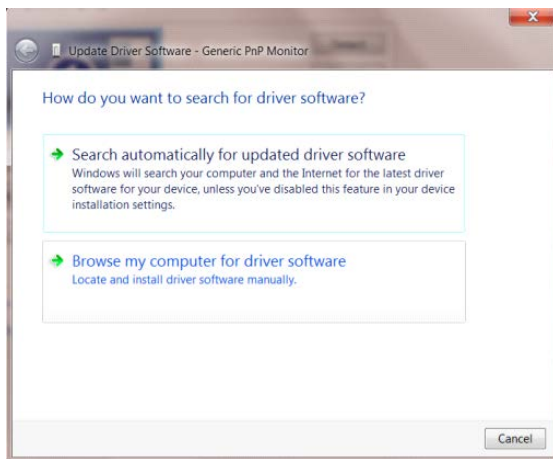 Update Driver Software - Generic PnP Monitor
How do you want to search for driver software?
Search automatically for updated driver software
Windows will search your computer and the Internet for the latest driver
software for your device, unless you've disabled this feature in your device
installation settings.
Browse my computer for driver software
Locate and install driver software manually.
Cancel